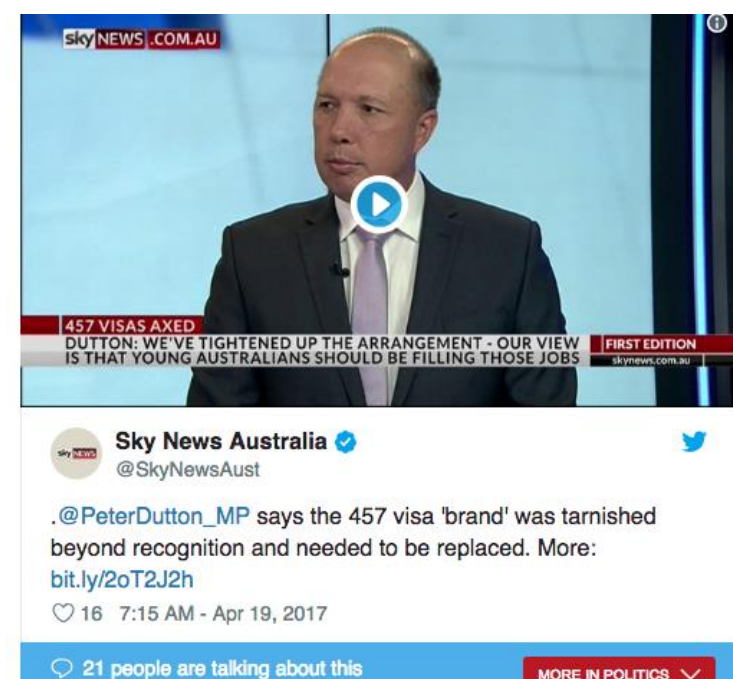 sky NEWS .COM.AU
457 VISAS AXED
DUTTON: WE'VE TIGHTENED UP THE ARRANGEMENT - OUR VIEW
IS THAT YOUNG AUSTRALIANS SHOULD BE FILLING THOSE JOBS
FIRST EDITION
skynews.com.au
sky NEWS
Sky News Australia
@SkyNewsAust
.@PeterDutton_MP says the 457 visa 'brand' was tarnished
beyond recognition and needed to be replaced. More:
bit.ly/2oT2J2h
16 7:15 AM - Apr 19, 2017
21 people are talking about this
MORE IN POLITICS